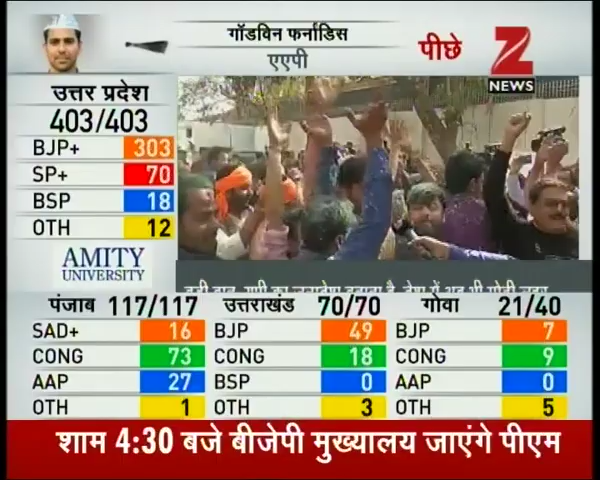 गॉडविन फर्नाडिस
एएपी
पीछे
Z
NEWS
उत्तर प्रदेश
403/403
BJP+ 303
SP+ 70
BSP 18
OTH 12
AMITY
UNIVERSITY
पंजाब 117/117
SAD+ 16
CONG 73
AAP 27
OTH 1
उत्तराखंड 70/70
BJP 49
CONG 18
BSP 0
OTH 3
गोवा 21/40
BJP 7
CONG 9
AAP 0
OTH 5
शाम 4:30 बजे बीजेपी मुख्यालय जाएंगे पीएम